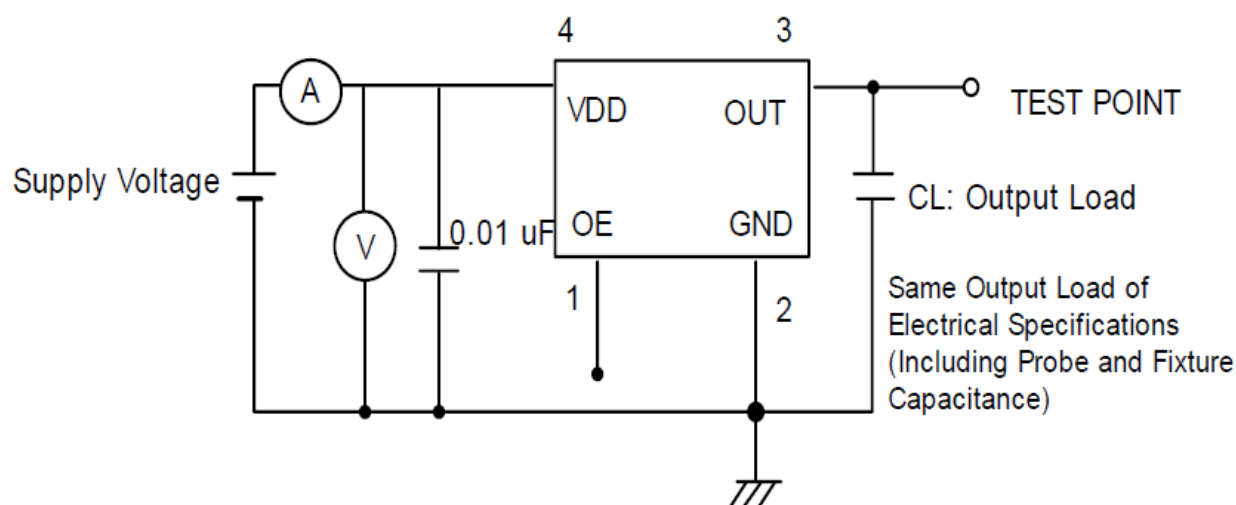 4 3
A
VDD OUT
TEST POINT
Supply Voltage
CL: Output Load
V
0.01 uF
OE GND
1 2
Same Output Load of
Electrical Specifications
(Including Probe and Fixture
Capacitance)